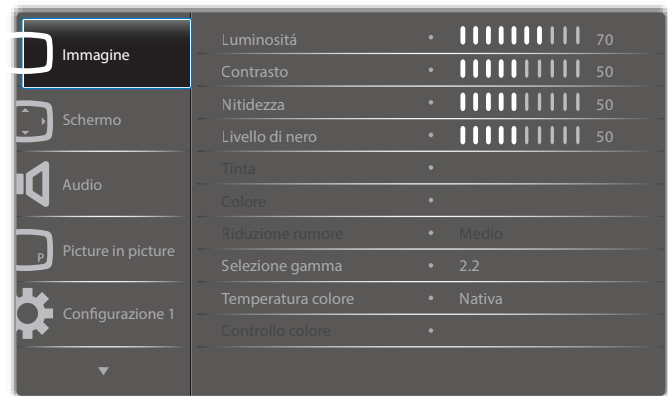 Immagine
Schermo
Audio
P
Picture in picture
Configurazione 1
Luminositá • 70
Contrasto • 50
Nitidezza • 50
Livello di nero • 50
Tinta •
Colore •
Riduzione rumore • Medio
Selezione gamma • 2.2
Temperatura colore • Nativa
Controllo colore •